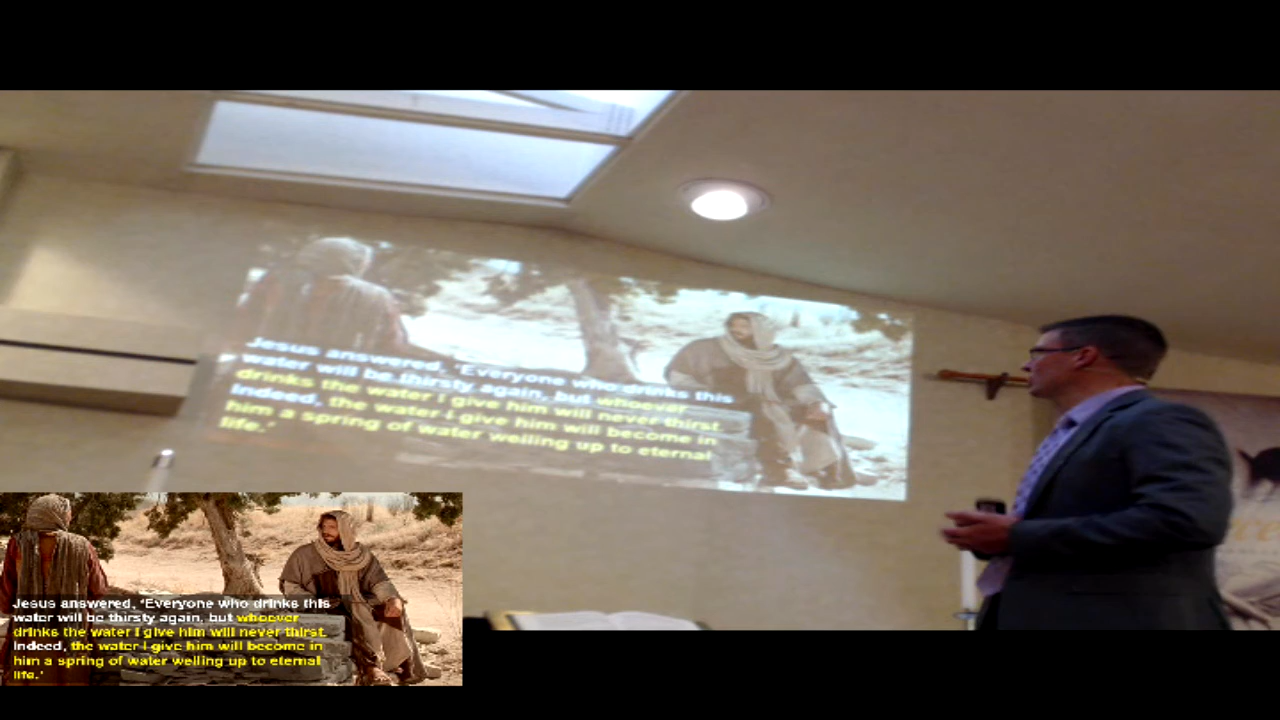 Jesus answered, 'Everyone who drinks this
water will be thirsty again, but whoever
drinks the water I give him will never thirst.
Indeed, the water I give him will become in
him a spring of water welling up to eternal
life.'
Jesus answered, 'Everyone who drinks this
water will be thirsty again, but whoever
drinks the water I give him will never thirst.
Indeed, the water I give him will become in
him a spring of water welling up to eternal
life.'